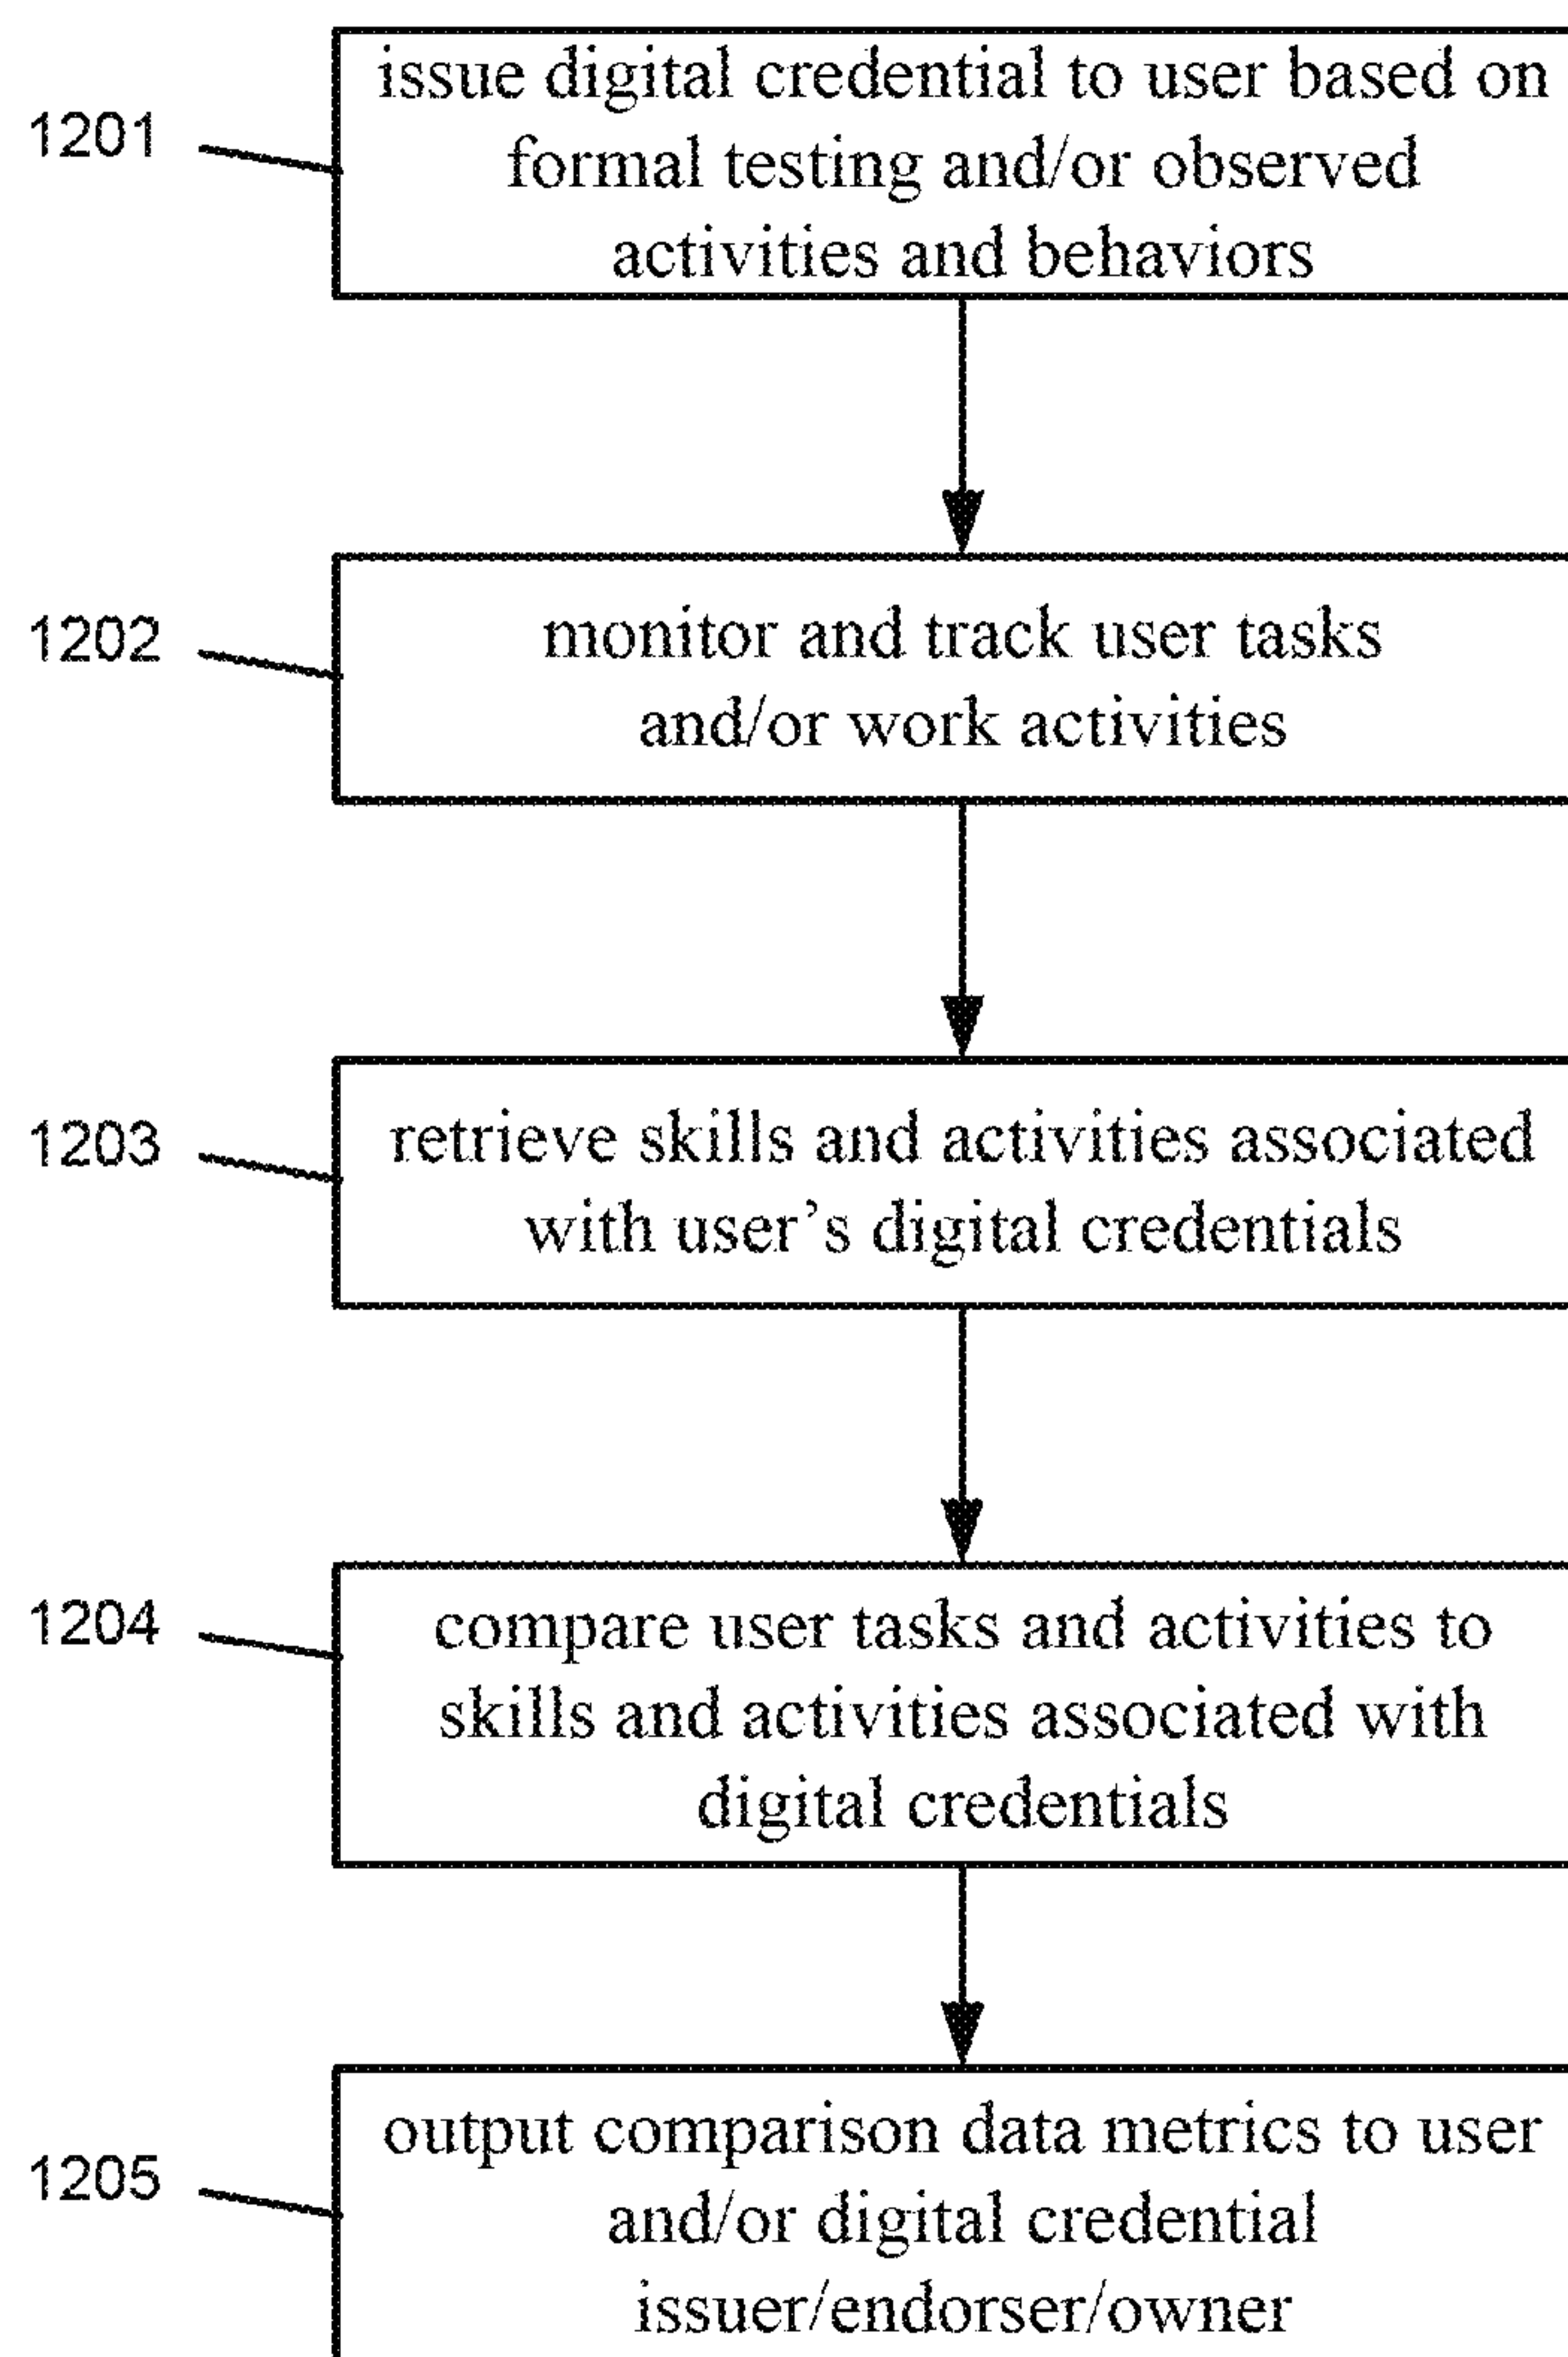 1201
issue digital credential to user based on
formal testing and/or observed
activities and behaviors
1202
monitor and track user tasks
and/or work activities
1203
retrieve skills and activities associated
with user’s digital credentials
1204
compare user tasks and activities to
skills and activities associated with
digital credentials
1205
output comparison data metrics to user
and/or digital credential
issuer/endorser/owner